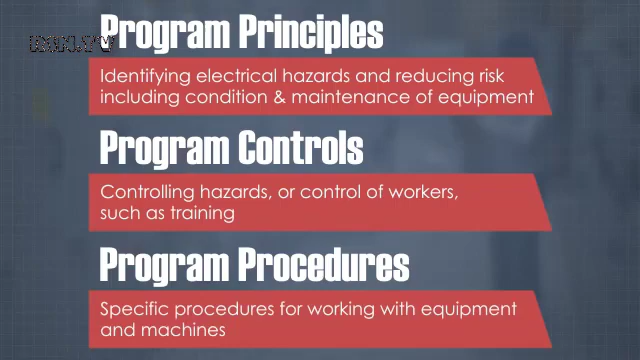 Program Principles
Identifying electrical hazards and reducing risk
including condition & maintenance of equipment
Program Controls
Controlling hazards, or control of workers,
such as training
Program Procedures
Specific procedures for working with equipment
and machines